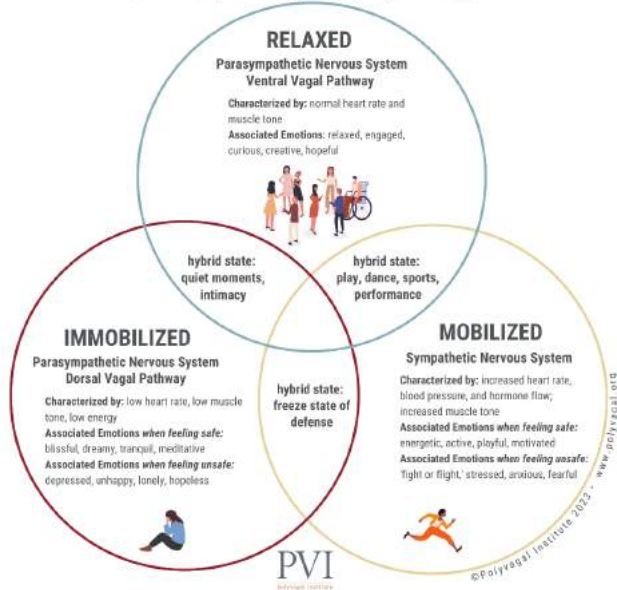 RELAXED
Parasympathetic Nervous System
Ventral Vagal Pathway
Characterized by: normal heart rate and
muscle tone
Associated Emotions: relaxed, engaged,
curious, creative, hopeful
hybrid state:
quiet moments,
intimacy
hybrid state:
play, dance, sports,
performance
IMMOBILIZED
Parasympathetic Nervous System
Dorsal Vagal Pathway
Characterized by: low heart rate, low muscle
tone, low energy
Associated Emotions when feeling safe:
blissful, dreamy, tranquil, meditative
Associated Emotions when feeling unsafe:
depressed, unhappy, lonely, hopeless
hybrid state:
freeze state of
defense
MOBILIZED
Sympathetic Nervous System
Characterized by: increased heart rate,
blood pressure, and hormone flow;
increased muscle tone
Associated Emotions when feeling safe:
energetic, active, playful, motivated
Associated Emotions when feeling unsafe:
'fight or flight,' stressed, anxious, fearful
©Polyvagal Institute 2023 - www.polyvagal.org
PVI
polyvagal institute